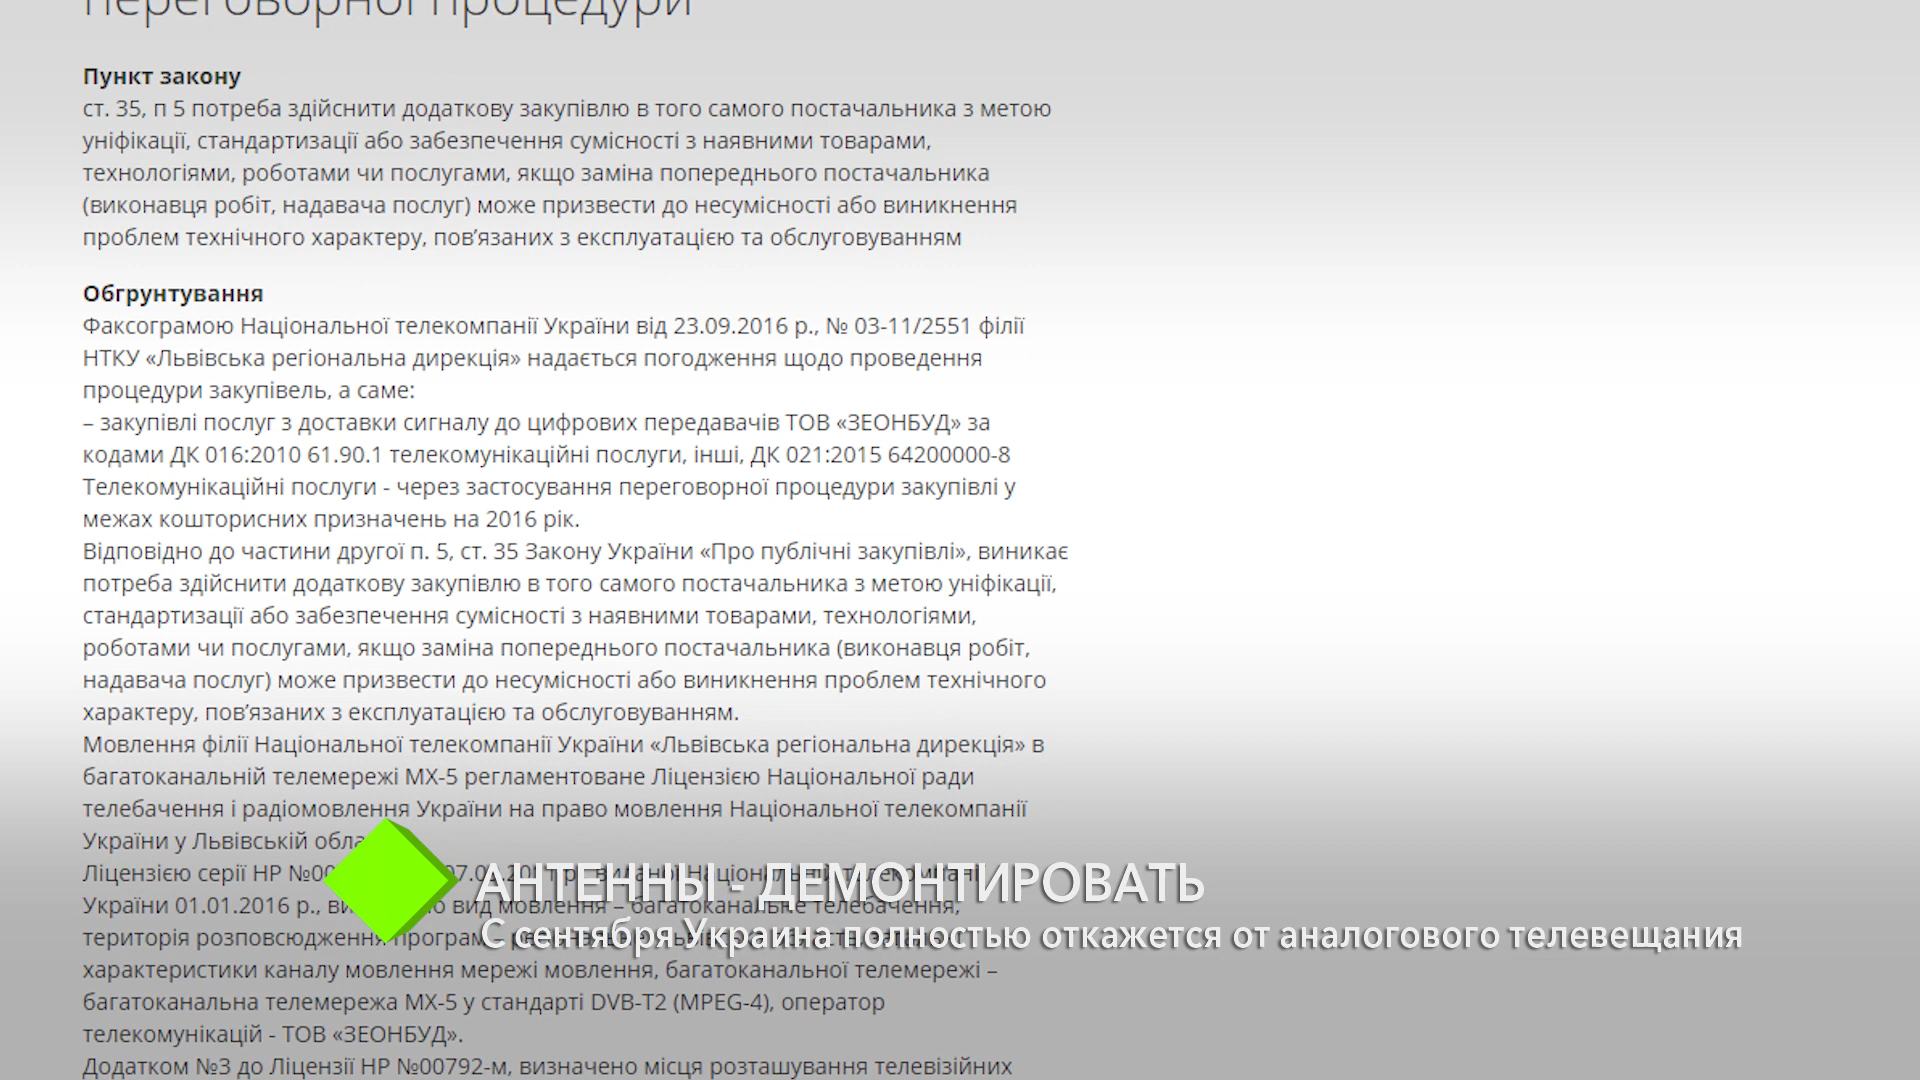 переговорної процедури
Пункт закону
ст. 35, п 5 потреба здійснити додаткову закупівлю в того самого постачальника з метою
уніфікації, стандартизації або забезпечення сумісності з наявними товарами,
технологіями, роботами чи послугами, якщо заміна попереднього постачальника
(виконавця робіт, надавача послуг) може призвести до несумісності або виникнення
проблем технічного характеру, пов’язаних з експлуатацією та обслуговуванням
Обгрунтування
Факсограмою Національної телекомпанії України від 23.09.2016 р., № 03-11/2551 філії
НТКУ «Львівська регіональна дирекція» надається погодження щодо проведення
процедури закупівель, а саме:
– закупівлі послуг з доставки сигналу до цифрових передавачів ТОВ «ЗЕОНБУД» за
кодами ДК 016:2010 61.90.1 телекомунікаційні послуги, інші, ДК 021:2015 64200000-8
Телекомунікаційні послуги - через застосування переговорної процедури закупівлі у
межах кошторисних призначень на 2016 рік.
Відповідно до частини другої п. 5, ст. 35 Закону України «Про публічні закупівлі», виникає
потреба здійснити додаткову закупівлю в того самого постачальника з метою уніфікації,
стандартизації або забезпечення сумісності з наявними товарами, технологіями,
роботами чи послугами, якщо заміна попереднього постачальника (виконавця робіт,
надавача послуг) може призвести до несумісності або виникнення проблем технічного
характеру, пов’язаних з експлуатацією та обслуговуванням.
Мовлення філії Національної телекомпанії України «Львівська регіональна дирекція» в
багатоканальній телемережі МХ-5 регламентоване Ліцензією Національної ради
телебачення і радіомовлення України на право мовлення Національної телекомпанії
України у Львівській
Ліцензією серії НР
АНТЕННЫ - ДЕМОНТИРОВАТЬ
України 01.01.2016 р., вид мовлення – багатоканальне телебачення,
територія розповсюдження програм
С сентября Украина полностью откажется от аналогового телевещания
характеристики каналу мовлення мережі мовлення, багатоканальної телемережі –
багатоканальна телемережа МХ-5 у стандарті DVB-T2 (MPEG-4), оператор
телекомунікацій - ТОВ «ЗЕОНБУД».
Додатком №3 до Ліцензії НР №00792-м, визначено місця розташування телевізійних